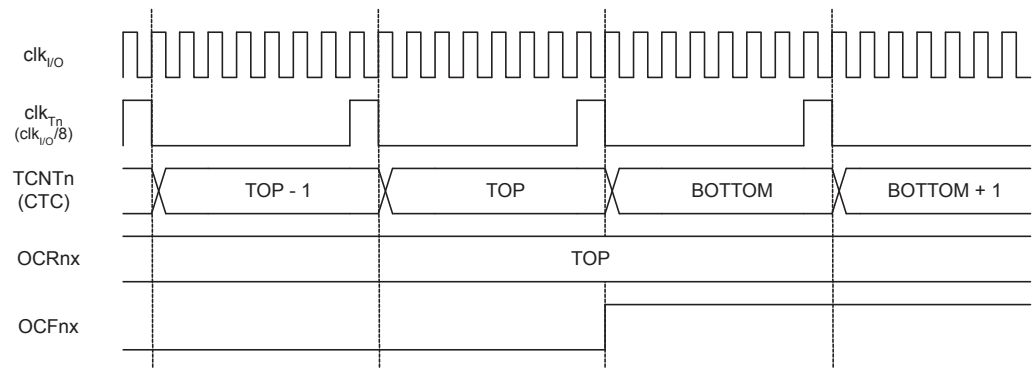 clkI/O
clkTn
(clkI/O/8)
TCNTn
(CTC)
TOP - 1
TOP
BOTTOM
BOTTOM + 1
OCRnx
TOP
OCFnx